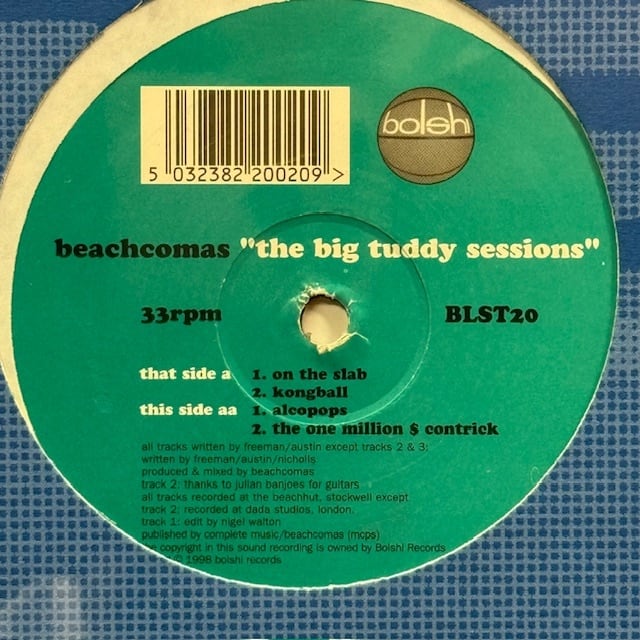 bolshi
5 032382 200209 >
beachcomas "the big tuddy sessions"
33rpm
BLST20
that side a 1. on the slab
2. kongball
this side aa 1. alcopops
2. the one million $ contrick
all tracks written by freeman/austin except tracks 2 & 3:
written by freeman/austin/nicholls.
produced & mixed by beachcomas
track 2: thanks to julian banjoes for guitars
all tracks recorded at the beachhut, stockwell except
track 2: recorded at dada studios, london.
track 1: edit by nigel walton
published by complete music/beachcomas (mcps)
copyright in this sound recording is owned by Bolshi Records
© 1998 bolshi records